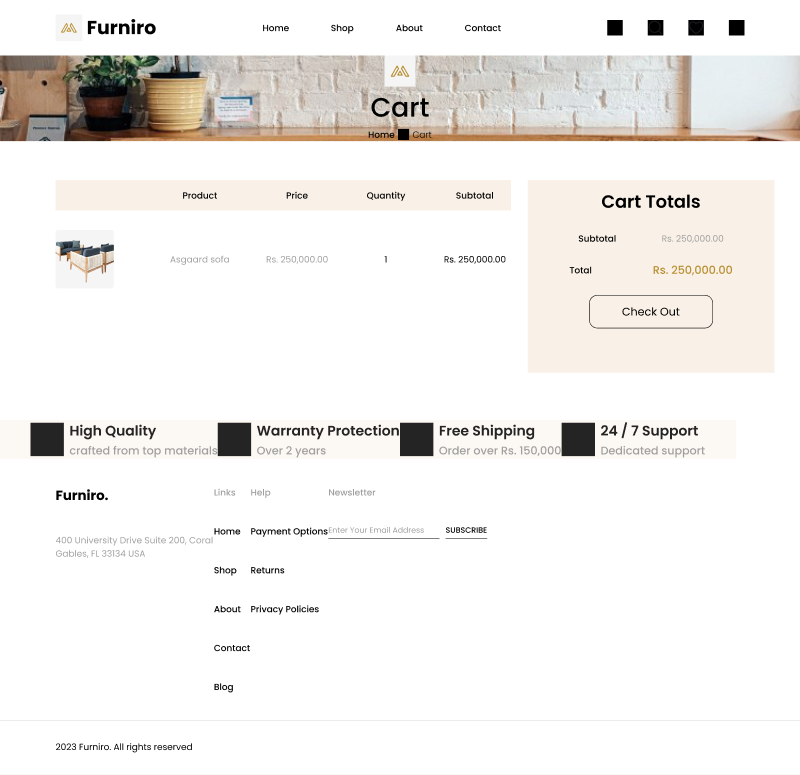 Furniro
Home Shop About Contact
Cart
Home Cart
Product Price Quantity Subtotal
Asgaard sofa Rs. 250,000.00 1 Rs. 250,000.00
Cart Totals
Subtotal Rs. 250,000.00
Total Rs. 250,000.00
Check Out
High Quality
crafted from top materials
Warranty Protection
Over 2 years
Free Shipping
Order over Rs. 150,000
24 / 7 Support
Dedicated support
Furniro.
400 University Drive Suite 200, Coral
Gables, FL 33134 USA
Links
Home
Shop
About
Contact
Blog
Help
Payment Options
Returns
Privacy Policies
Newsletter
Enter Your Email Address SUBSCRIBE
2023 Furniro. All rights reserved